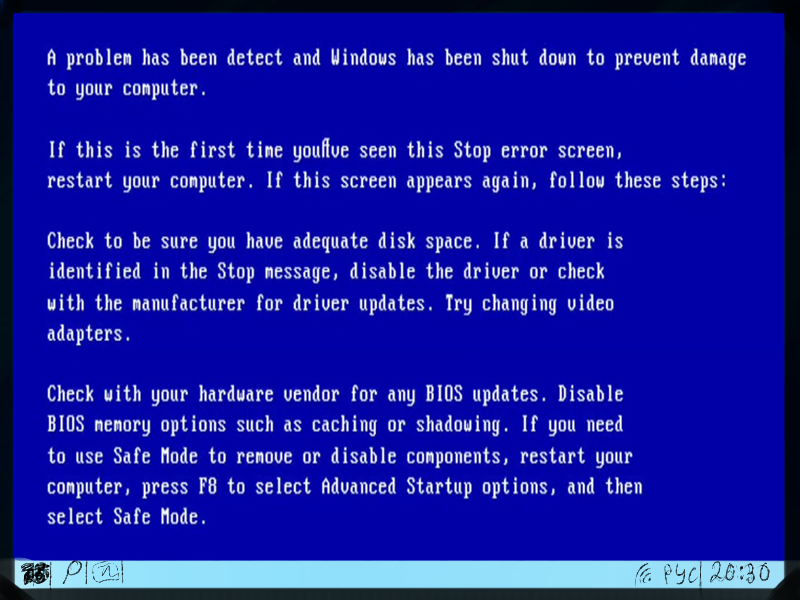 A problem has been detect and Windows has been shut down to prevent damage
to your computer.
If this is the first time youve seen this Stop error screen,
restart your computer. If this screen appears again, follow these steps:
Check to be sure you have adequate disk space. If a driver is
identified in the Stop message, disable the driver or check
with the manufacturer for driver updates. Try changing video
adapters.
Check with your hardware vendor for any BIOS updates. Disable
BIOS memory options such as caching or shadowing. If you need
to use Safe Mode to remove or disable components, restart your
computer, press F8 to select Advanced Startup options, and then
select Safe Mode.
РУС 20:30